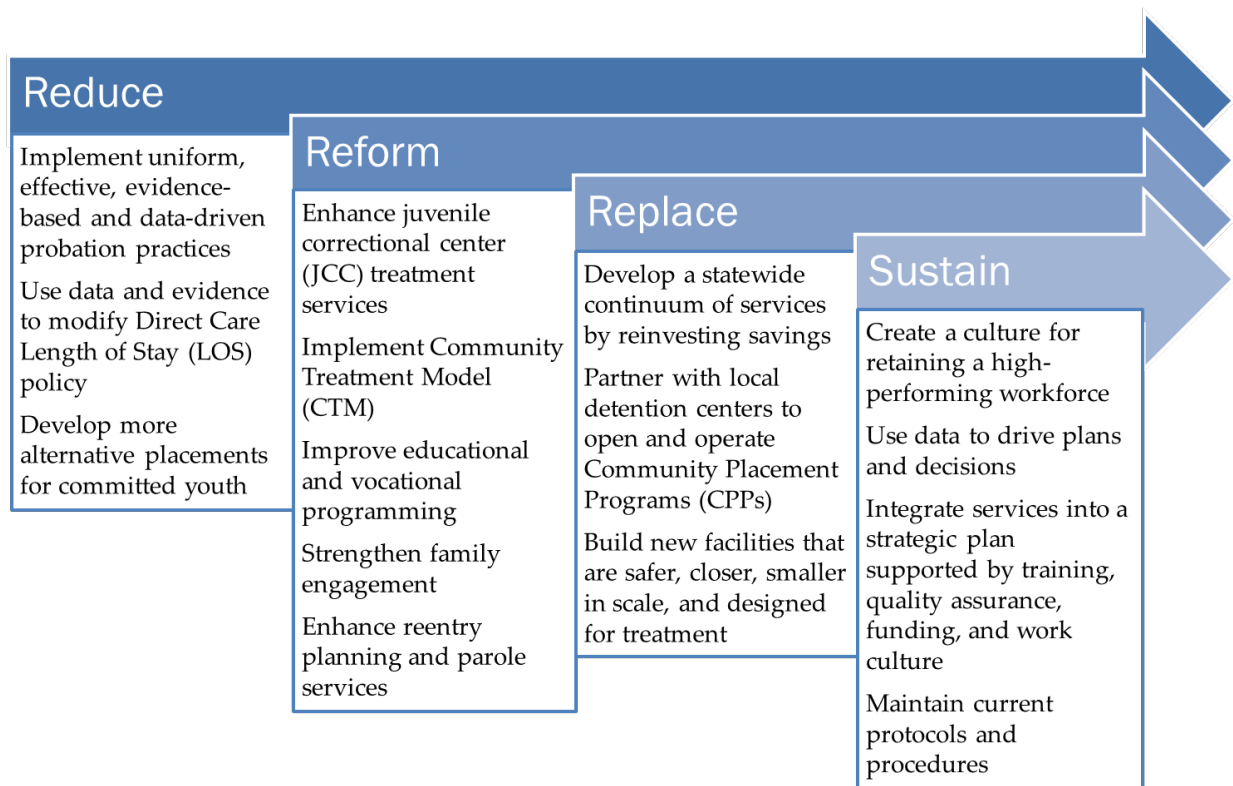 Reduce
Implement uniform,
effective, evidence-
based and data-driven
probation practices
Use data and evidence
to modify Direct Care
Length of Stay (LOS)
policy
Develop more
alternative placements
for committed youth
Reform
Enhance juvenile
correctional center
(JCC) treatment
services
Implement Community
Treatment Model
(CTM)
Improve educational
and vocational
programming
Strengthen family
engagement
Enhance reentry
planning and parole
services
Replace
Develop a statewide
continuum of services
by reinvesting savings
Partner with local
detention centers to
open and operate
Community Placement
Programs (CPPs)
Build new facilities that
are safer, closer, smaller
in scale, and designed
for treatment
Sustain
Create a culture for
retaining a high-
performing workforce
Use data to drive plans
and decisions
Integrate services into a
strategic plan
supported by training,
quality assurance,
funding, and work
culture
Maintain current
protocols and
procedures